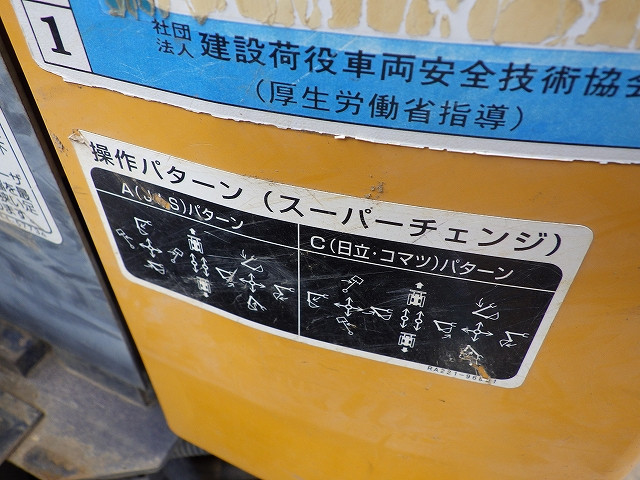 1
社団
法人 建設荷役車両安全技術協会
(厚生労働省指導)
操作パターン (スーパーチェンジ)
A(JIS)パターン
C(日立・コマツ)パターン